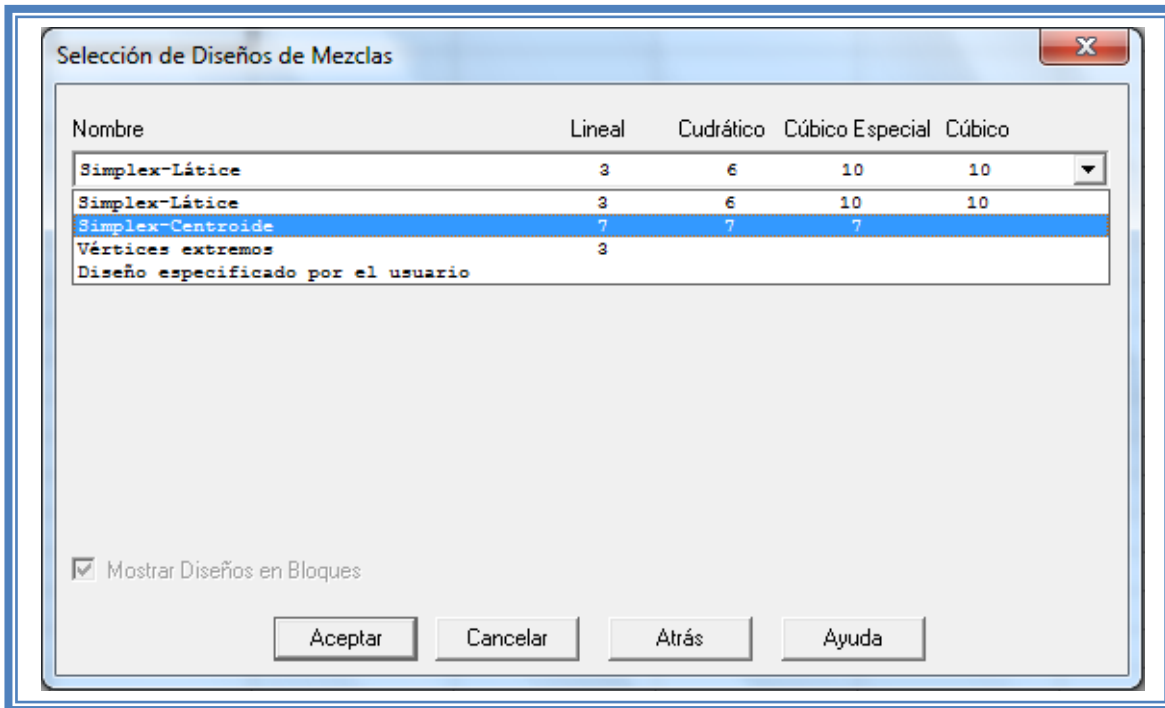 Selección de Diseños de Mezclas
Nombre Lineal Cudrático Cúbico Especial Cúbico
Simplex-Látice 3 6 10 10
Simplex-Látice 3 6 10 10
Simplex-Centroide 7 7 7
Vértices extremos 3
Diseño especificado por el usuario
Mostrar Diseños en Bloques
Aceptar Cancelar Atrás Ayuda